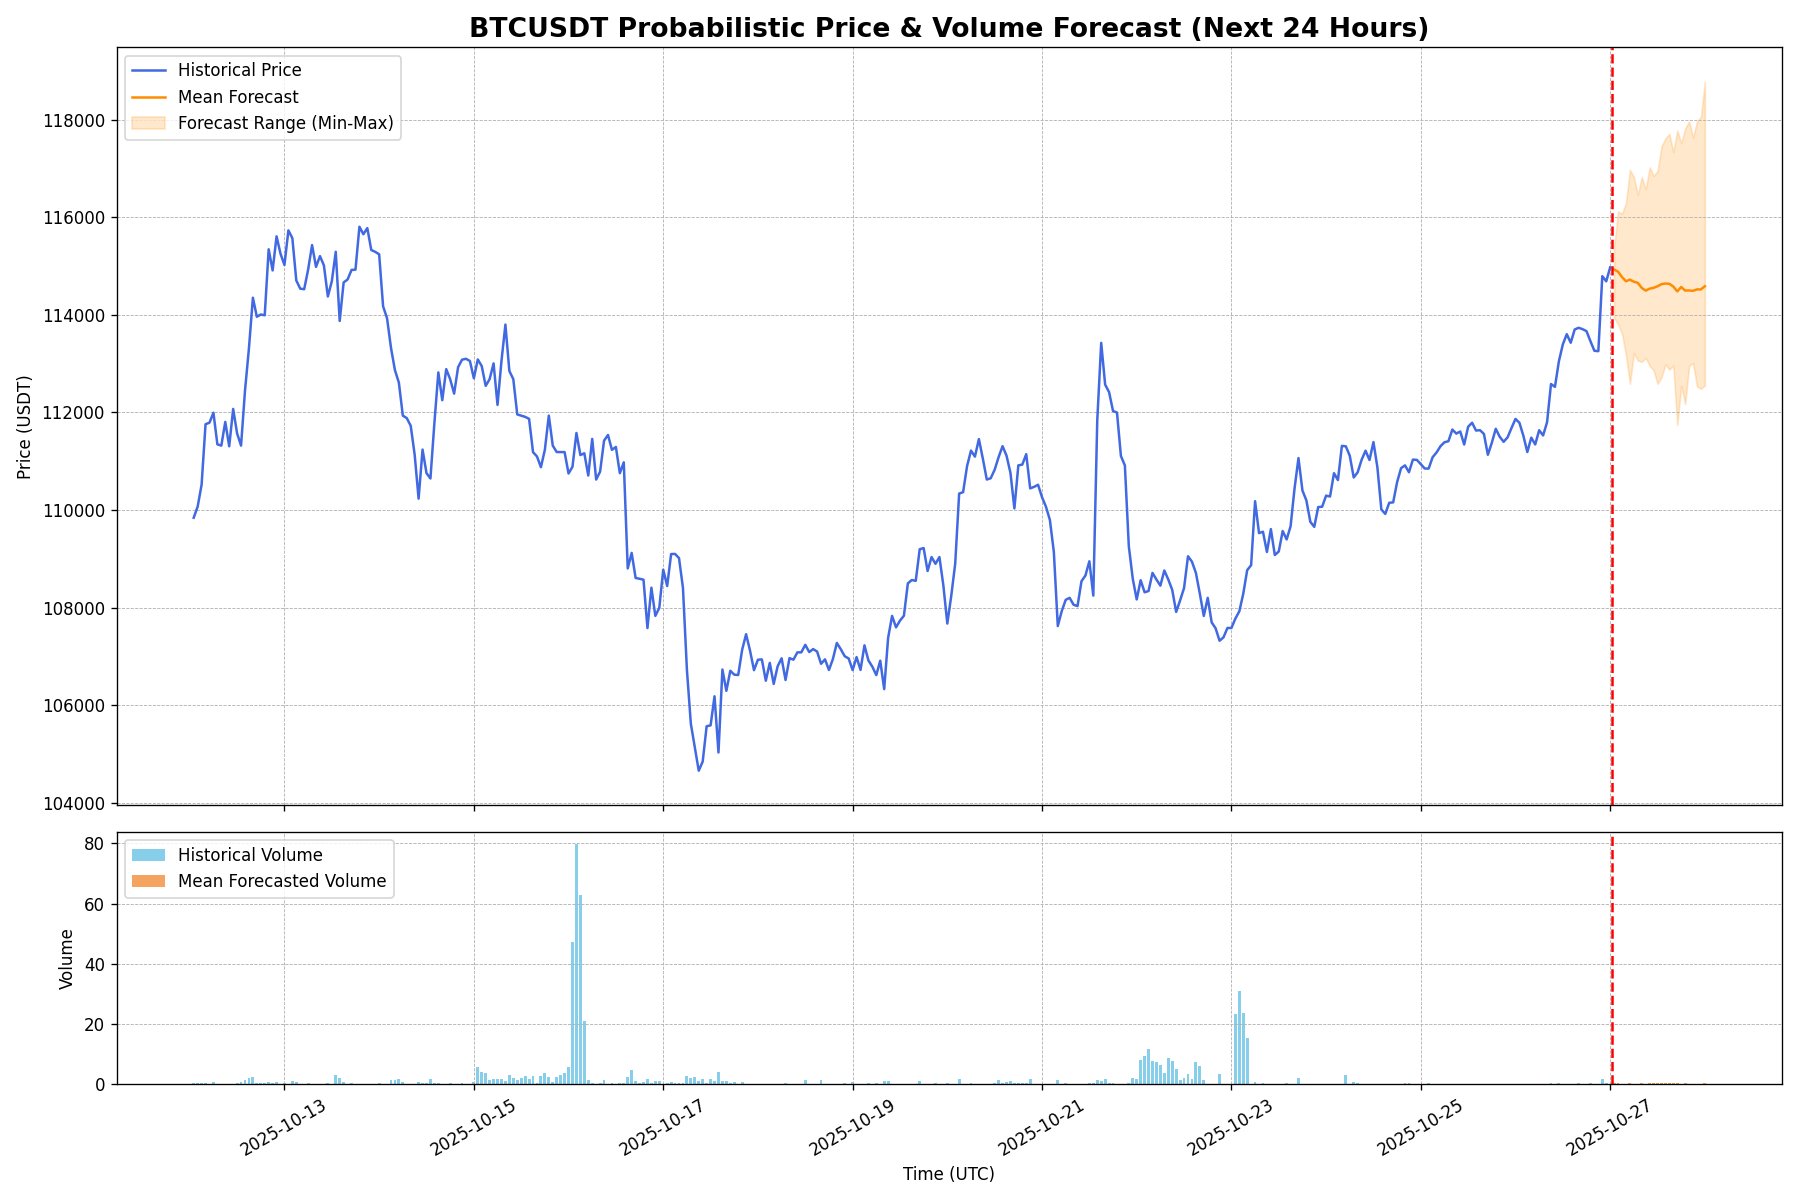 BTCUSDT Probabilistic Price & Volume Forecast (Next 24 Hours)
Historical Price
Mean Forecast
Forecast Range (Min-Max)
118000
116000
114000
112000
110000
108000
106000
104000
Price (USDT)
Historical Volume
Mean Forecasted Volume
80
60
40
20
0
Volume
2025-10-13
2025-10-15
2025-10-17
2025-10-19
2025-10-21
2025-10-23
2025-10-25
2025-10-27
Time (UTC)